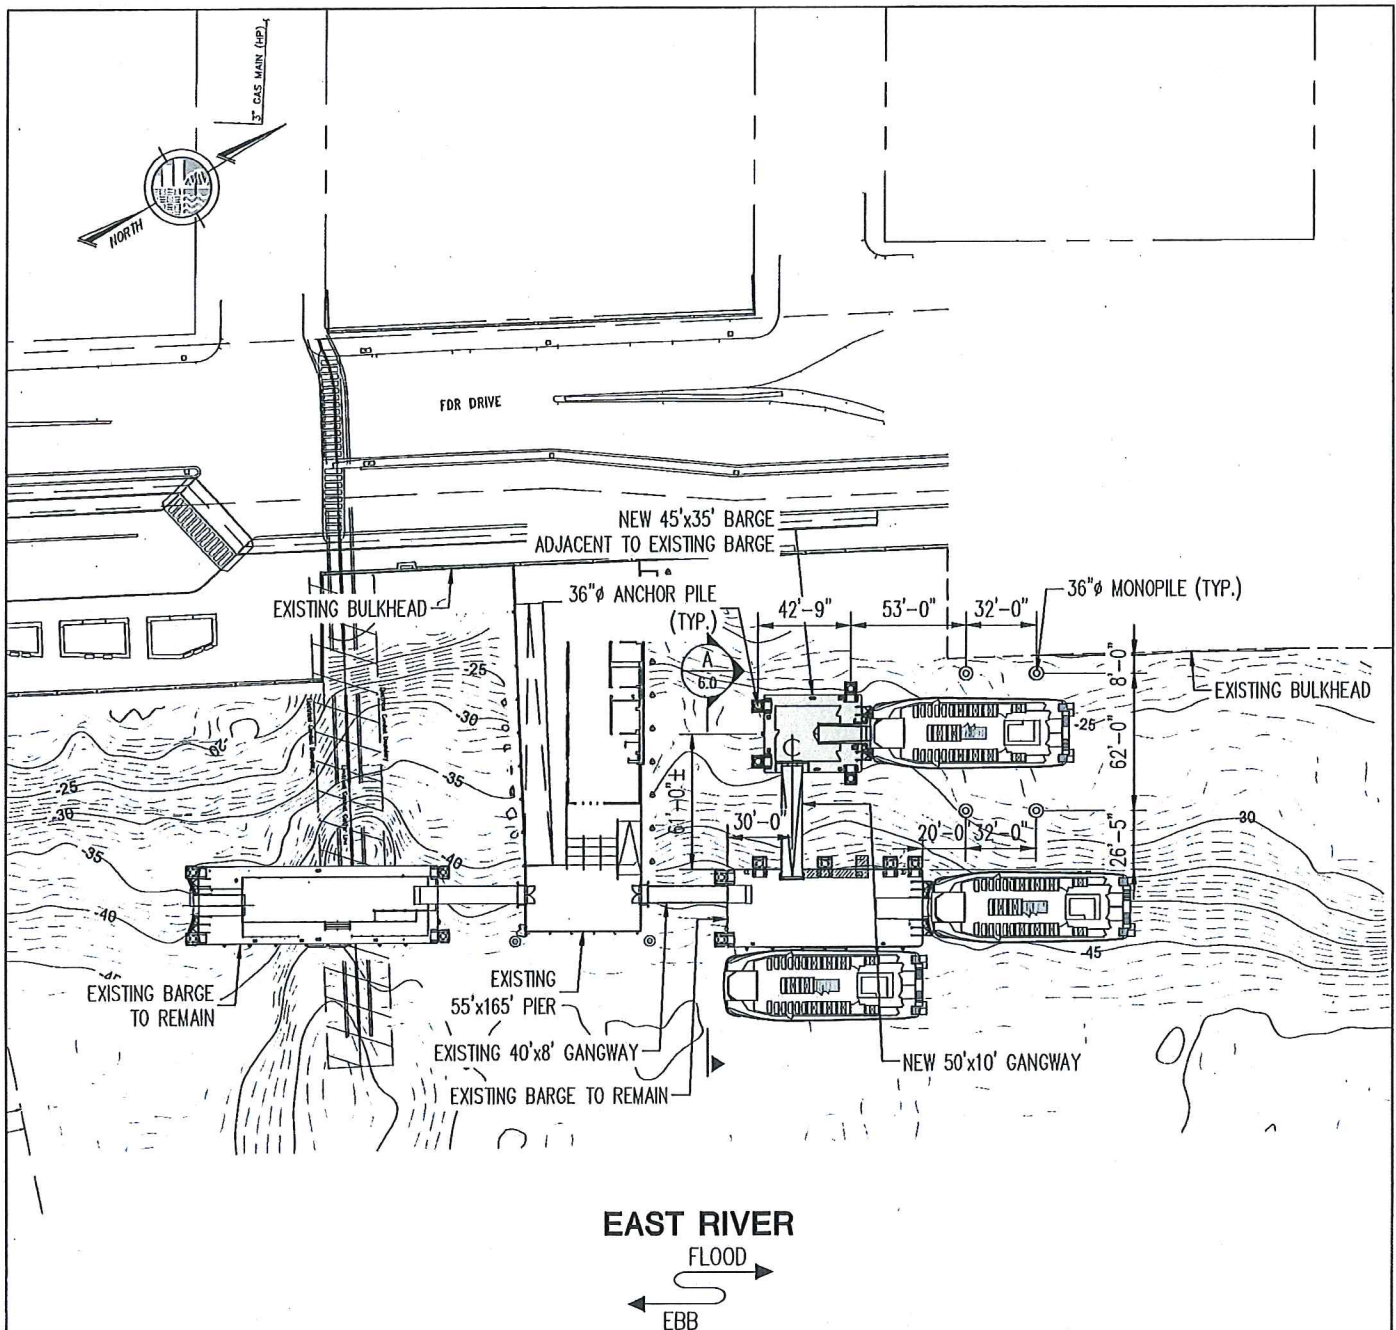 3" GAS MAIN (HP)
NORTH
FDR DRIVE
NEW 45'x35' BARGE
ADJACENT TO EXISTING BARGE
EXISTING BULKHEAD
36"ø ANCHOR PILE
(TYP.)
42'-9"
53'-0"
32'-0"
36"ø MONOPILE (TYP.)
8'-0"
A
6.0
EXISTING BULKHEAD
-25
-30
-35
-20
-25
-30
-35
-40
-40
-25
62'-0"
61'-0"±
C
30'-0"
20'-0"
32'-0"
26'-5"
30
-45
-45
EXISTING BARGE
TO REMAIN
EXISTING
55'x165' PIER
EXISTING 40'x8' GANGWAY
EXISTING BARGE TO REMAIN
NEW 50'x10' GANGWAY
EAST RIVER
FLOOD
EBB